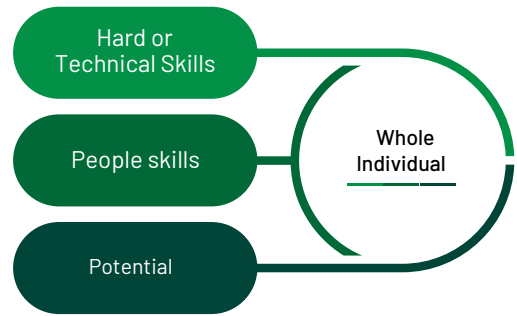 Hard or
Technical Skills
People skills
Potential
Whole
Individual